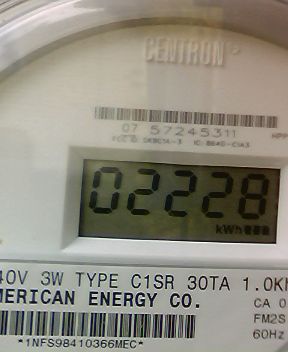 CENTRON®
07 57245311
02228
kWh
40V 3W TYPE C1SR 30TA 1.0Kh
MERICAN ENERGY CO.
CA 0
FM2S
60Hz
*1NFS98410366MEC*